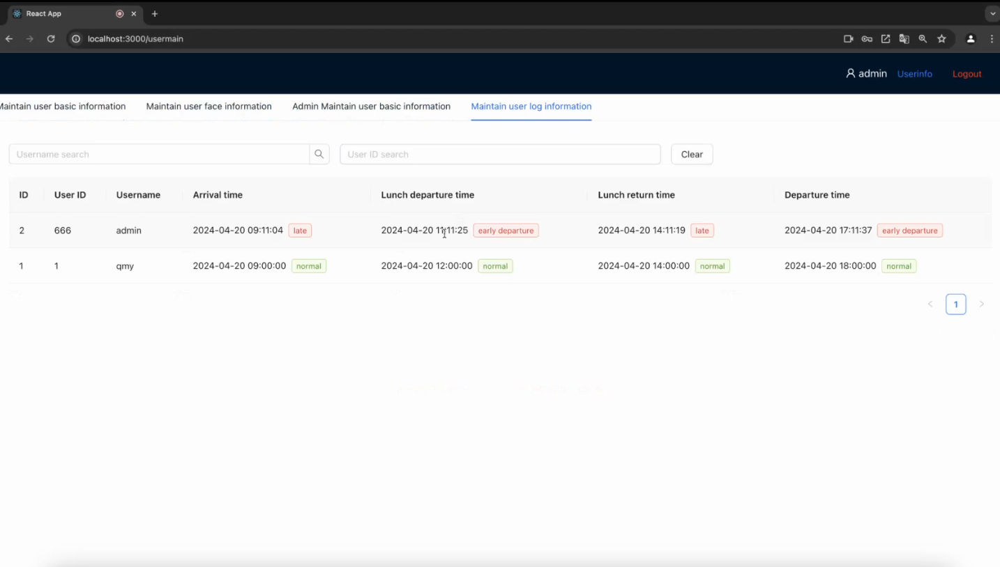 React App
localhost:3000/usermain
admin Userinfo Logout
Maintain user basic information Maintain user face information Admin Maintain user basic information Maintain user log information
Username search User ID search Clear
ID User ID Username Arrival time Lunch departure time Lunch return time Departure time
2 666 admin 2024-04-20 09:11:04 late 2024-04-20 11:11:25 early departure 2024-04-20 14:11:19 late 2024-04-20 17:11:37 early departure
1 1 qmy 2024-04-20 09:00:00 normal 2024-04-20 12:00:00 normal 2024-04-20 14:00:00 normal 2024-04-20 18:00:00 normal
< 1 >